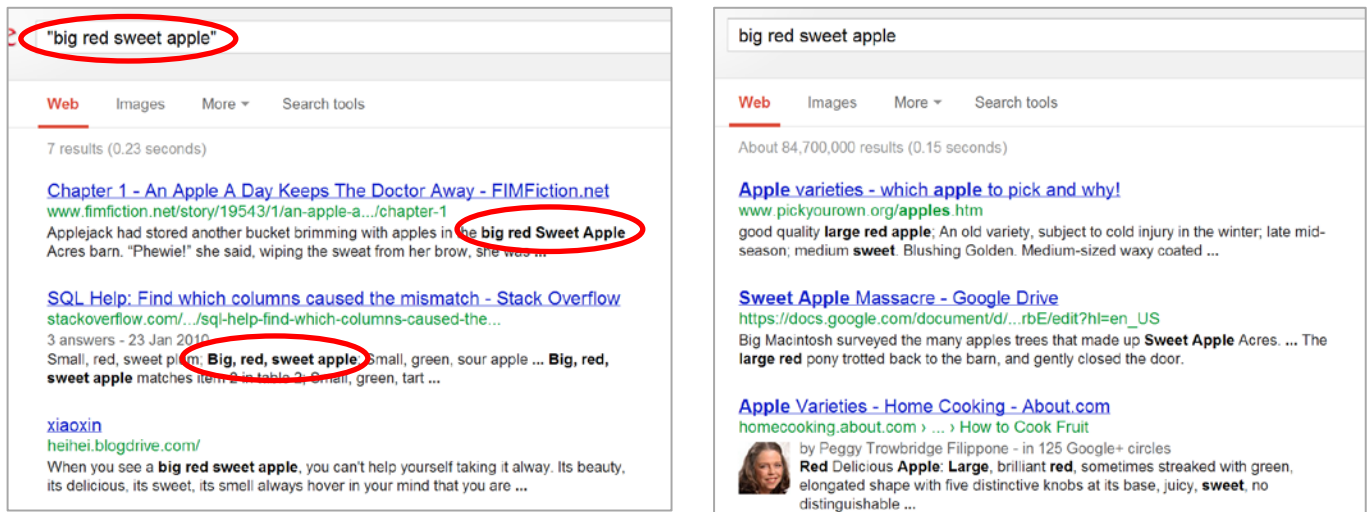 "big red sweet apple"
Web Images More Search tools
7 results (0.23 seconds)
Chapter 1 - An Apple A Day Keeps The Doctor Away - FIMFiction.net
www.fimfiction.net/story/19543/1/an-apple-a.../chapter-1
Applejack had stored another bucket brimming with apples in the big red Sweet Apple
Acres barn. “Phewie!” she said, wiping the sweat from her brow, she was ...
SQL Help: Find which columns caused the mismatch - Stack Overflow
stackoverflow.com/.../sql-help-find-which-columns-caused-the...
3 answers - 23 Jan 2010
Small, red, sweet plum; Big, red, sweet apple; Small, green, sour apple ... Big, red,
sweet apple matches item 2 in table 2; Small, green, tart ...
xiaoxin
heihei.blogdrive.com/
When you see a big red sweet apple, you can't help yourself taking it alway. Its beauty,
its delicious, its sweet, its smell always hover in your mind that you are ...
big red sweet apple
Web Images More Search tools
About 84,700,000 results (0.15 seconds)
Apple varieties - which apple to pick and why!
www.pickyourown.org/apples.htm
good quality large red apple; An old variety, subject to cold injury in the winter; late mid-
season; medium sweet. Blushing Golden. Medium-sized waxy coated ...
Sweet Apple Massacre - Google Drive
https://docs.google.com/document/d/...rbE/edit?hl=en_US
Big Macintosh surveyed the many apples trees that made up Sweet Apple Acres. ... The
large red pony trotted back to the barn, and gently closed the door.
Apple Varieties - Home Cooking - About.com
homecooking.about.com › ... › How to Cook Fruit
by Peggy Trowbridge Filippone - in 125 Google+ circles
Red Delicious Apple: Large, brilliant red, sometimes streaked with green,
elongated shape with five distinctive knobs at its base, juicy, sweet, no
distinguishable ...